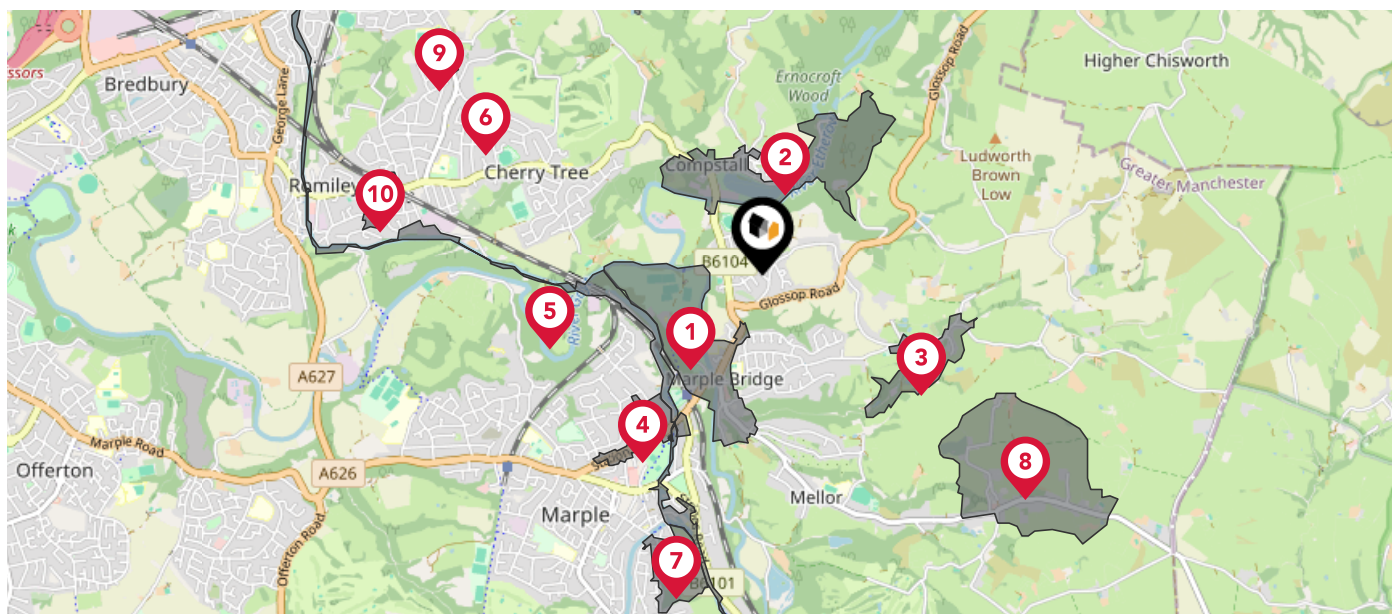 9
Higher Chisworth
Glossop Road
ssors
Bredbury
George Lane
Ernocroft
Wood
6
2
Compstall
Ludworth
Brown
Low
Greater Manchester
Cherry Tree
Romiley
10
B6104
Glossop Road
5
1
3
A627
Marple Bridge
4
Marple Road
Offerton
A626
8
Mellor
Marple
Offerton Road
7
B6101